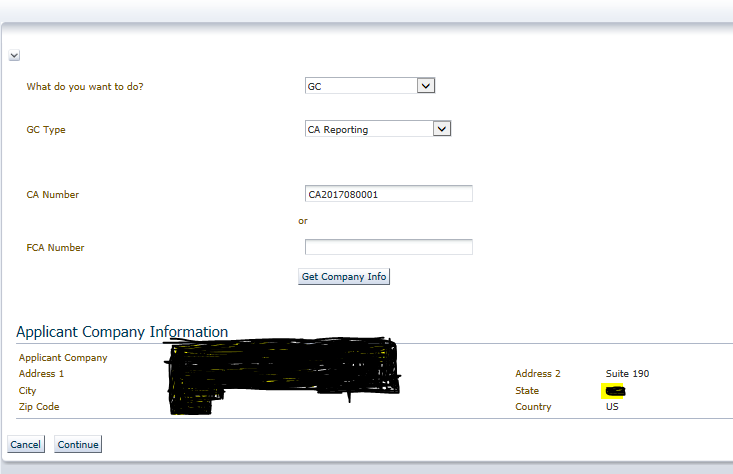 What do you want to do? GC
GC Type CA Reporting
CA Number CA2017080001
or
FCA Number
Get Company Info
Applicant Company Information
Applicant Company
Address 1 Address 2 Suite 190
City State
Zip Code Country US
Cancel Continue